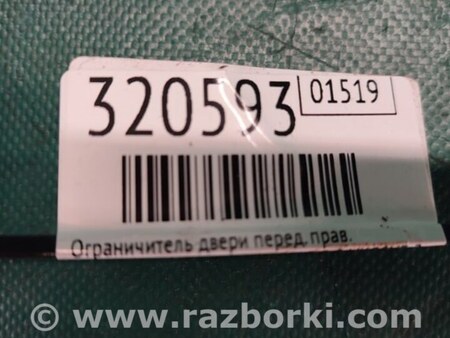 320593
01519
Ограничитель двери перед. прав.
© www.razborki.com